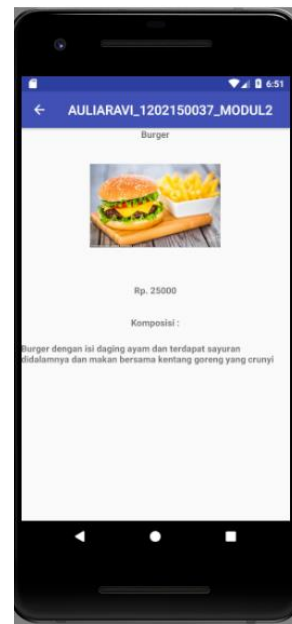 6:51
AULIARAVI_1202150037_MODUL2
Burger
Rp. 25000
Komposisi :
Burger dengan isi daging ayam dan terdapat sayuran
didalamnya dan makan bersama kentang goreng yang crunyi